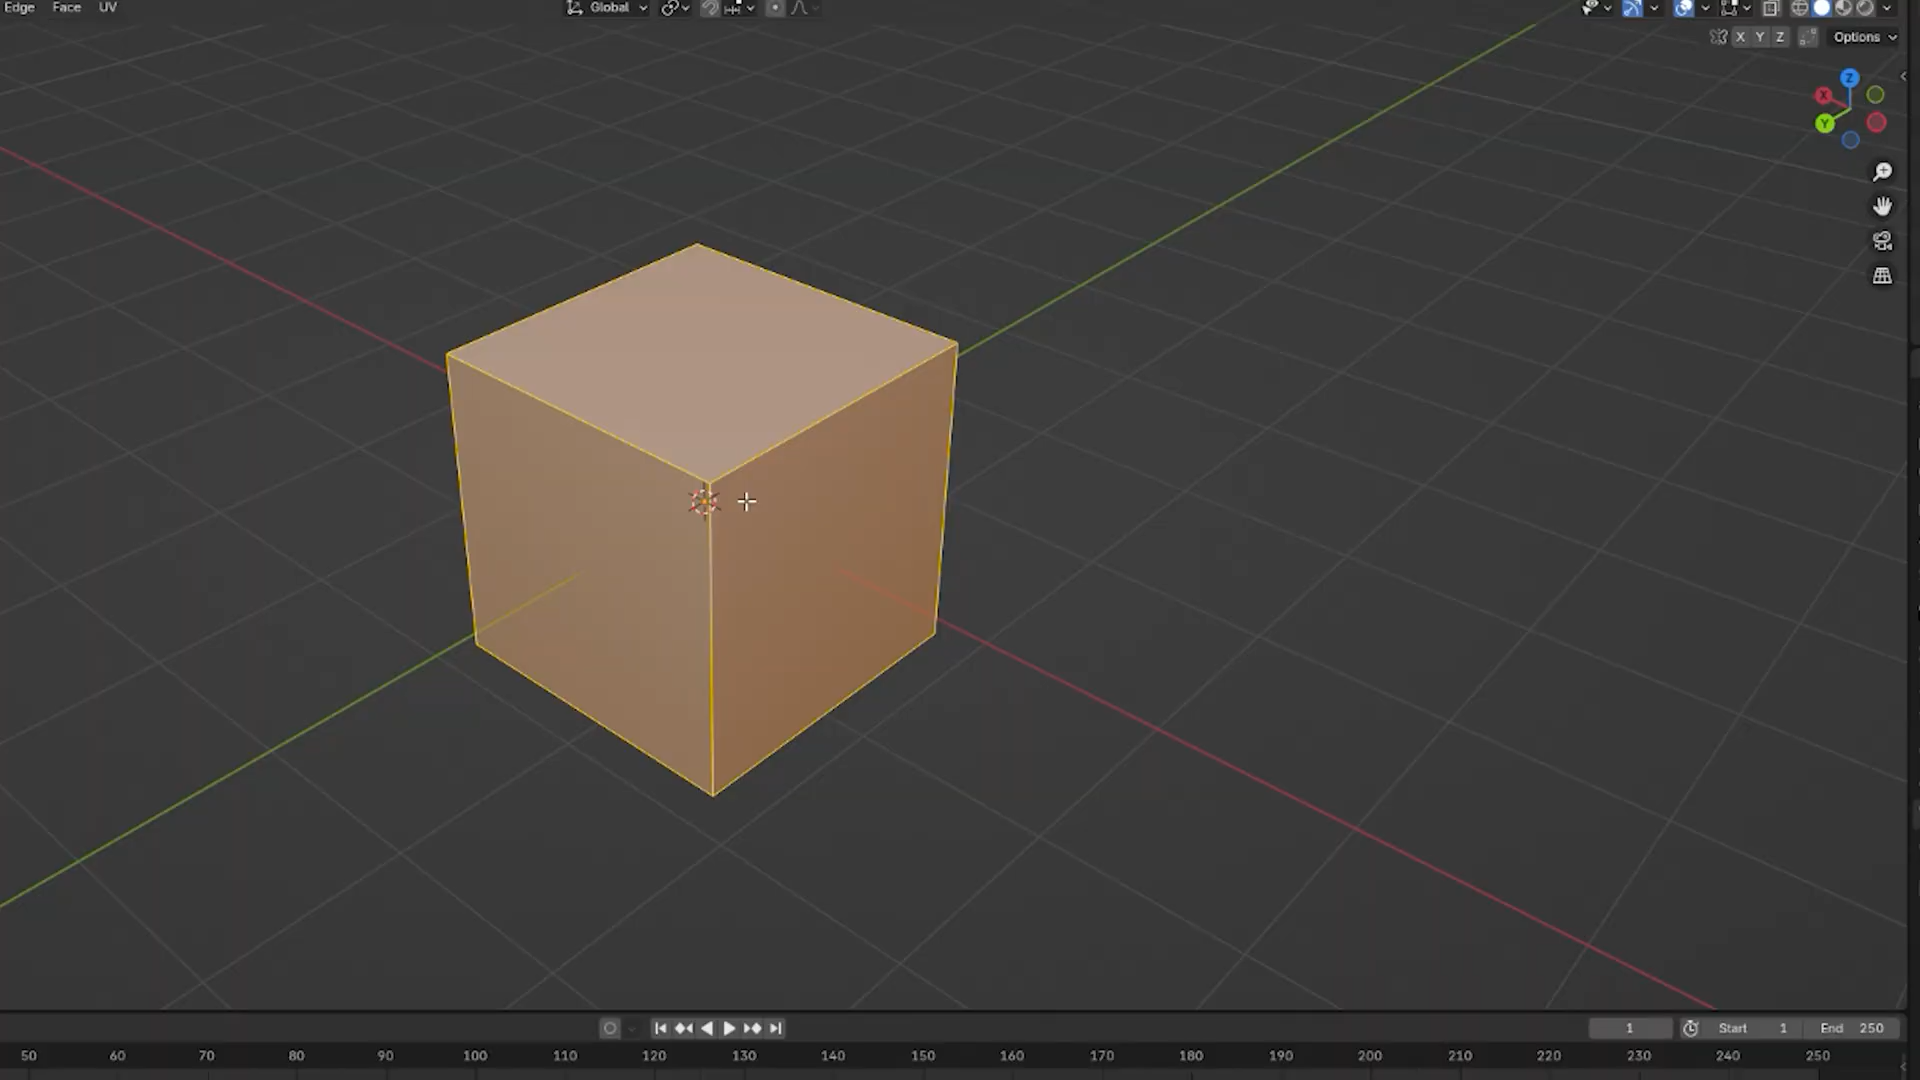 Edge Face UV Global
X Y Z Options
Z
X
Y
1 Start 1 End 250
50 60 70 80 90 100 110 120 130 140 150 160 170 180 190 200 210 220 230 240 250